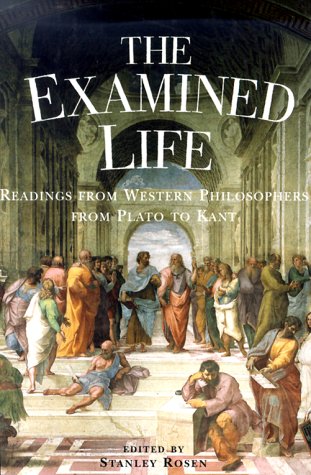 THE
EXAMINED
LIFE
READINGS FROM WESTERN PHILOSOPHERS
FROM PLATO TO KANT
EDITED BY
STANLEY ROSEN